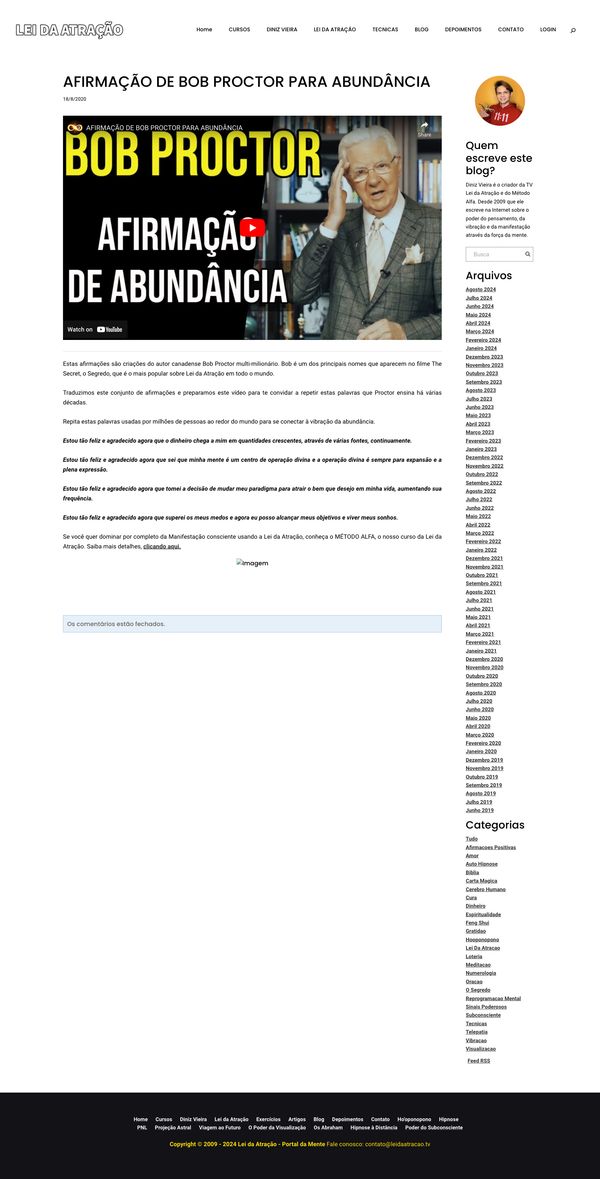 LEI DA ATRAÇÃO
Home CURSOS DINIZ VIEIRA LEI DA ATRAÇÃO TECNICAS BLOG DEPOIMENTOS CONTATO LOGIN
AFIRMAÇÃO DE BOB PROCTOR PARA ABUNDÂNCIA
18/8/2020
AFIRMAÇÃO DE BOB PROCTOR PARA ABUNDÂNCIA
Share
BOB PROCTOR
AFIRMAÇÃO
DE ABUNDÂNCIA
Watch on YouTube
Estas afirmações são criações do autor canadense Bob Proctor multi-milionário. Bob é um dos principais nomes que aparecem no filme The
Secret, o Segredo, que é o mais popular sobre Lei da Atração em todo o mundo.
Traduzimos este conjunto de afirmações e preparamos este vídeo para te convidar a repetir estas palavras que Proctor ensina há várias
décadas.
Repita estas palavras usadas por milhões de pessoas ao redor do mundo para se conectar à vibração da abundância.
Estou tão feliz e agradecido agora que o dinheiro chega a mim em quantidades crescentes, através de várias fontes, continuamente.
Estou tão feliz e agradecido agora que sei que minha mente é um centro de operação divina e a operação divina é sempre para expansão e a
plena expressão.
Estou tão feliz e agradecido agora que tomei a decisão de mudar meu paradigma para atrair o bem que desejo em minha vida, aumentando sua
frequência.
Estou tão feliz e agradecido agora que superei os meus medos e agora eu posso alcançar meus objetivos e viver meus sonhos.
Se você quer dominar por completo da Manifestação consciente usando a Lei da Atração, conheça o MÉTODO ALFA, o nosso curso da Lei da
Atração. Saiba mais detalhes, clicando aqui.
Imagem
Os comentários estão fechados.
11:11
Quem
escreve este
blog?
Diniz Vieira é o criador da TV
Lei da Atração e do Método
Alfa. Desde 2009 que ele
escreve na Internet sobre o
poder do pensamento, da
vibração e da manifestação
através da força da mente.
Busca
Arquivos
Agosto 2024
Julho 2024
Junho 2024
Maio 2024
Abril 2024
Março 2024
Fevereiro 2024
Janeiro 2024
Dezembro 2023
Novembro 2023
Outubro 2023
Setembro 2023
Agosto 2023
Julho 2023
Junho 2023
Maio 2023
Abril 2023
Março 2023
Fevereiro 2023
Janeiro 2023
Dezembro 2022
Novembro 2022
Outubro 2022
Setembro 2022
Agosto 2022
Julho 2022
Junho 2022
Maio 2022
Abril 2022
Março 2022
Fevereiro 2022
Janeiro 2022
Dezembro 2021
Novembro 2021
Outubro 2021
Setembro 2021
Agosto 2021
Julho 2021
Junho 2021
Maio 2021
Abril 2021
Março 2021
Fevereiro 2021
Janeiro 2021
Dezembro 2020
Novembro 2020
Outubro 2020
Setembro 2020
Agosto 2020
Julho 2020
Junho 2020
Maio 2020
Abril 2020
Março 2020
Fevereiro 2020
Janeiro 2020
Dezembro 2019
Novembro 2019
Outubro 2019
Setembro 2019
Agosto 2019
Julho 2019
Junho 2019
Categorias
Tudo
Afirmacoes Positivas
Amor
Auto Hipnose
Biblia
Carta Magica
Cerebro Humano
Cura
Dinheiro
Espiritualidade
Feng Shui
Gratidao
Hooponopono
Lei Da Atracao
Loteria
Meditacao
Numerologia
Oracao
O Segredo
Reprogramacao Mental
Sinais Poderosos
Subconsciente
Tecnicas
Telepatia
Vibracao
Visualizacao
Feed RSS
Home Cursos Diniz Vieira Lei da Atração Exercícios Artigos Blog Depoimentos Contato Ho'oponopono Hipnose
PNL Projeção Astral Viagem ao Futuro O Poder da Visualização Os Abraham Hipnose à Distância Poder do Subconsciente
Copyright © 2009 - 2024 Lei da Atração - Portal da Mente Fale conosco: contato@leidaatracao.tv